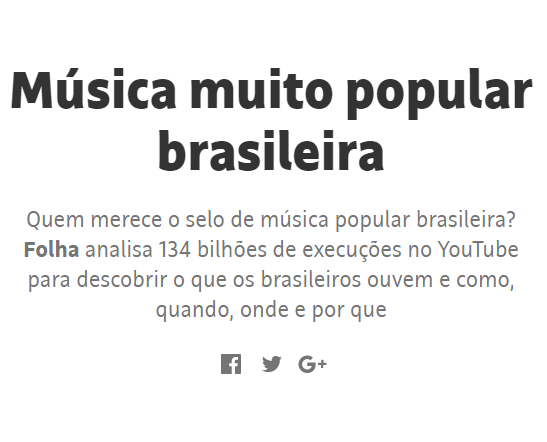 Música muito popular
brasileira
Quem merece o selo de música popular brasileira?
Folha analisa 134 bilhões de execuções no YouTube
para descobrir o que os brasileiros ouvem e como,
quando, onde e por que
G+